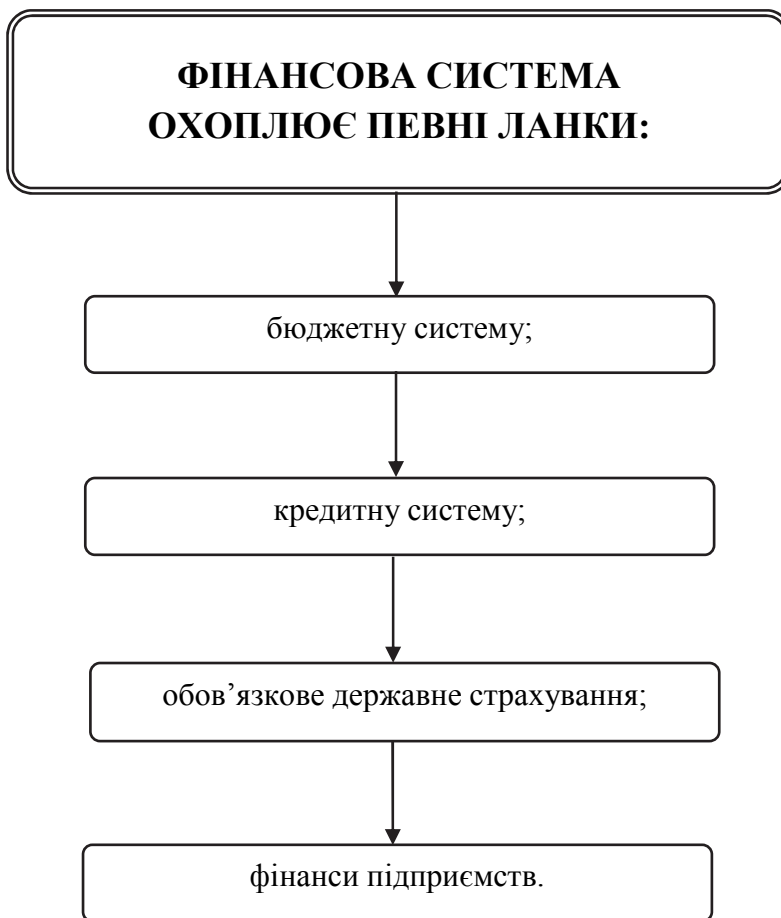 ФІНАНСОВА СИСТЕМА
ОХОПЛЮЄ ПЕВНІ ЛАНКИ:
бюджетну систему;
кредитну систему;
обов’язкове державне страхування;
фінанси підприємств.